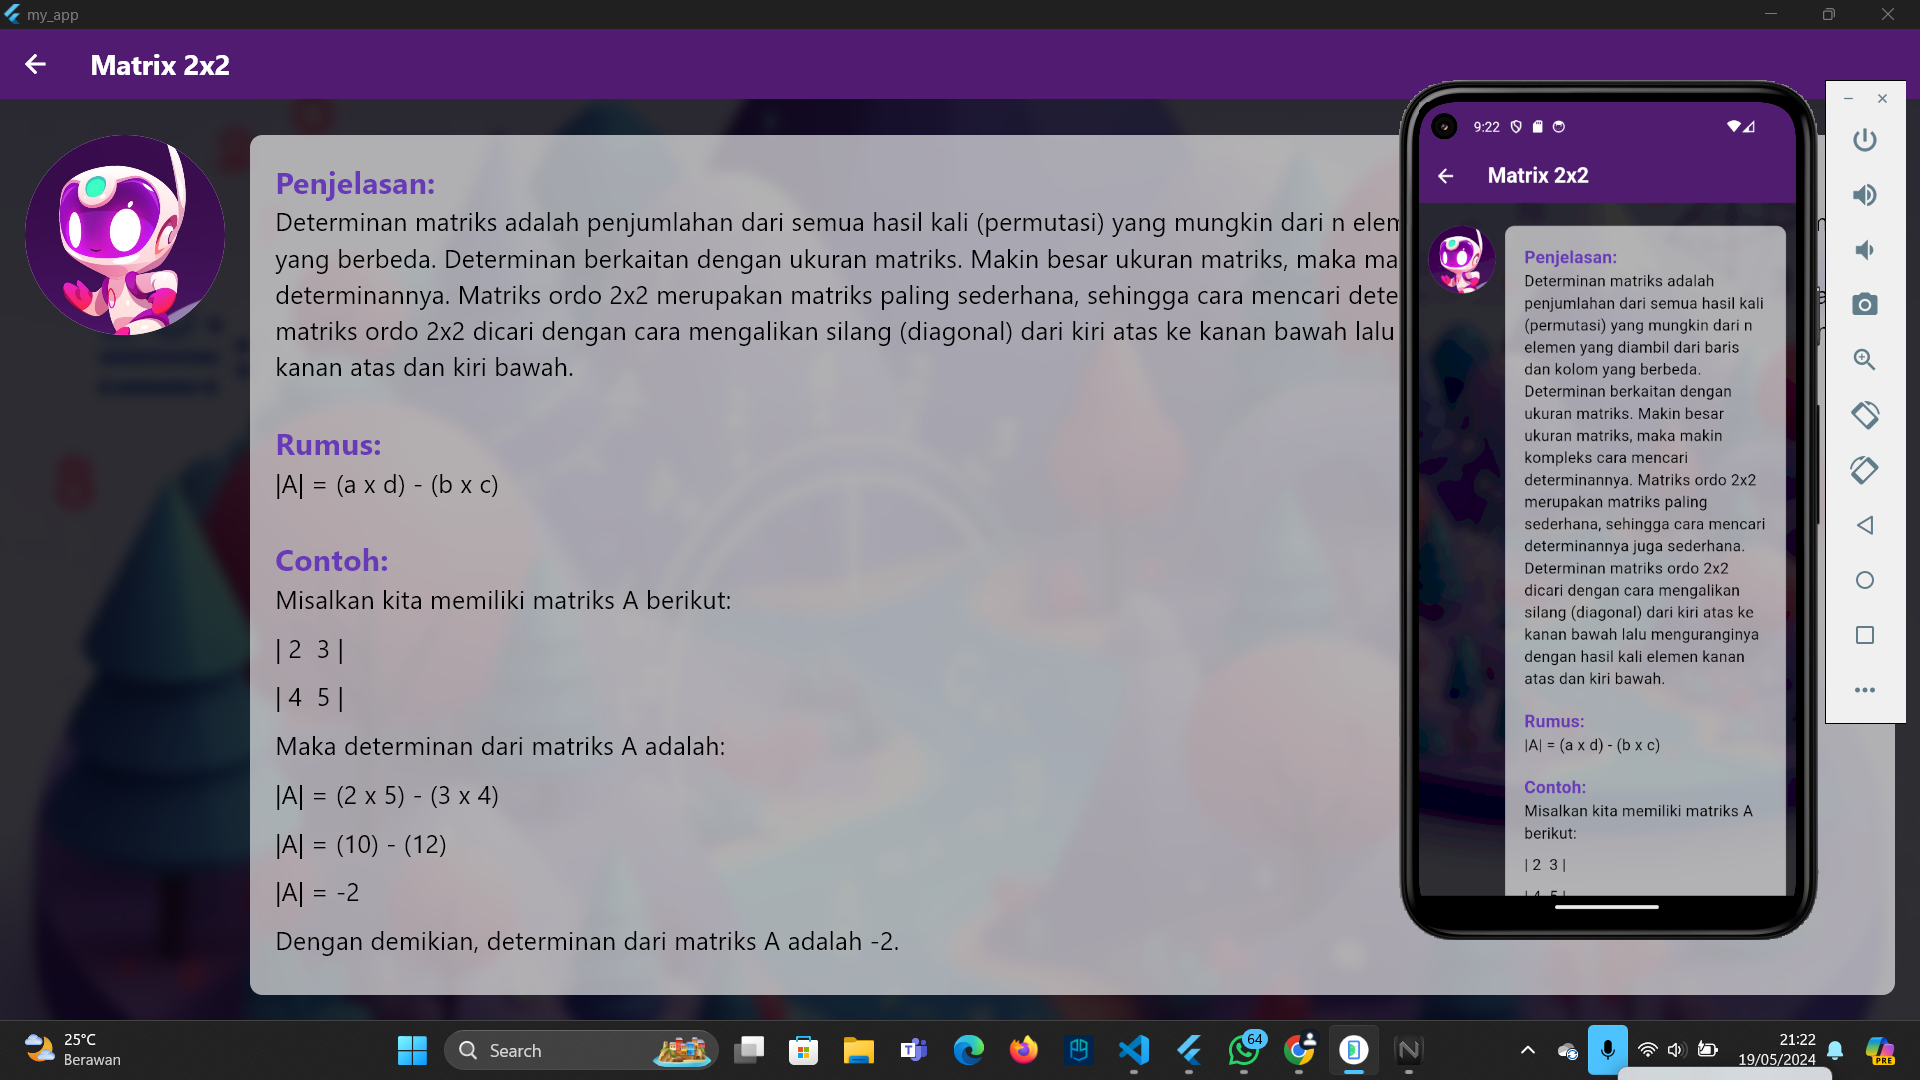 my_app
Matrix 2x2
Penjelasan:
Determinan matriks adalah penjumlahan dari semua hasil kali (permutasi) yang mungkin dari n
yang berbeda. Determinan berkaitan dengan ukuran matriks. Makin besar ukuran matriks, maka
determinannya. Matriks ordo 2x2 merupakan matriks paling sederhana, sehingga cara mencari
matriks ordo 2x2 dicari dengan cara mengalikan silang (diagonal) dari kiri atas ke kanan bawah lalu
kanan atas dan kiri bawah.
Rumus:
|A| = (a x d) - (b x c)
Contoh:
Misalkan kita memiliki matriks A berikut:
| 2 3 |
| 4 5 |
Maka determinan dari matriks A adalah:
|A| = (2 x 5) - (3 x 4)
|A| = (10) - (12)
|A| = -2
Dengan demikian, determinan dari matriks A adalah -2.
9:22
Matrix 2x2
Penjelasan:
Determinan matriks adalah
penjumlahan dari semua hasil kali
(permutasi) yang mungkin dari n
elemen yang diambil dari baris
dan kolom yang berbeda.
Determinan berkaitan dengan
ukuran matriks. Makin besar
ukuran matriks, maka makin
kompleks cara mencari
determinannya. Matriks ordo 2x2
merupakan matriks paling
sederhana, sehingga cara mencari
determinannya juga sederhana.
Determinan matriks ordo 2x2
dicari dengan cara mengalikan
silang (diagonal) dari kiri atas ke
kanan bawah lalu menguranginya
dengan hasil kali elemen kanan
atas dan kiri bawah.
Rumus:
|A| = (a x d) - (b x c)
Contoh:
Misalkan kita memiliki matriks A
berikut:
| 2 3 |
| 4 5 |
25°C
Berawan
Search
64
PRE
21:22
19/05/2024